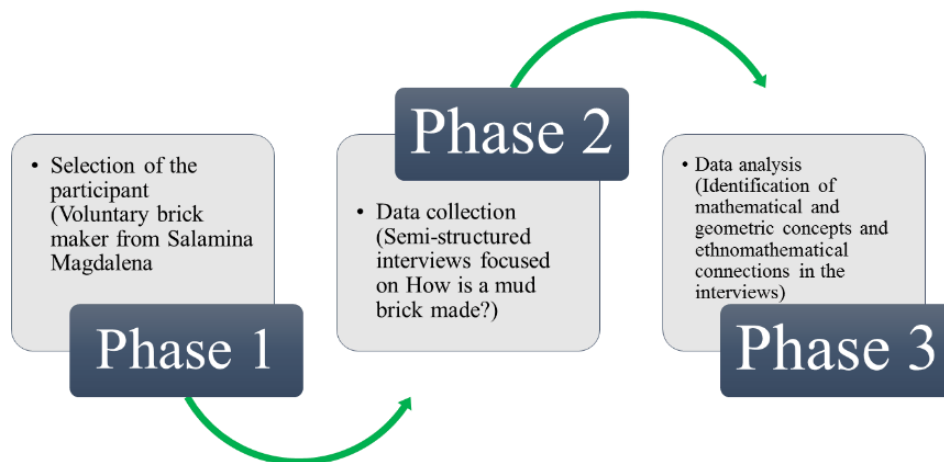 • Selection of the
participant
(Voluntary brick
maker from Salamina
Magdalena
Phase 1
Phase 2
• Data collection
(Semi-structured
interviews focused
on How is a mud
brick made?)
• Data analysis
(Identification of
mathematical and
geometric concepts and
ethnomathematical
connections in the
interviews)
Phase 3